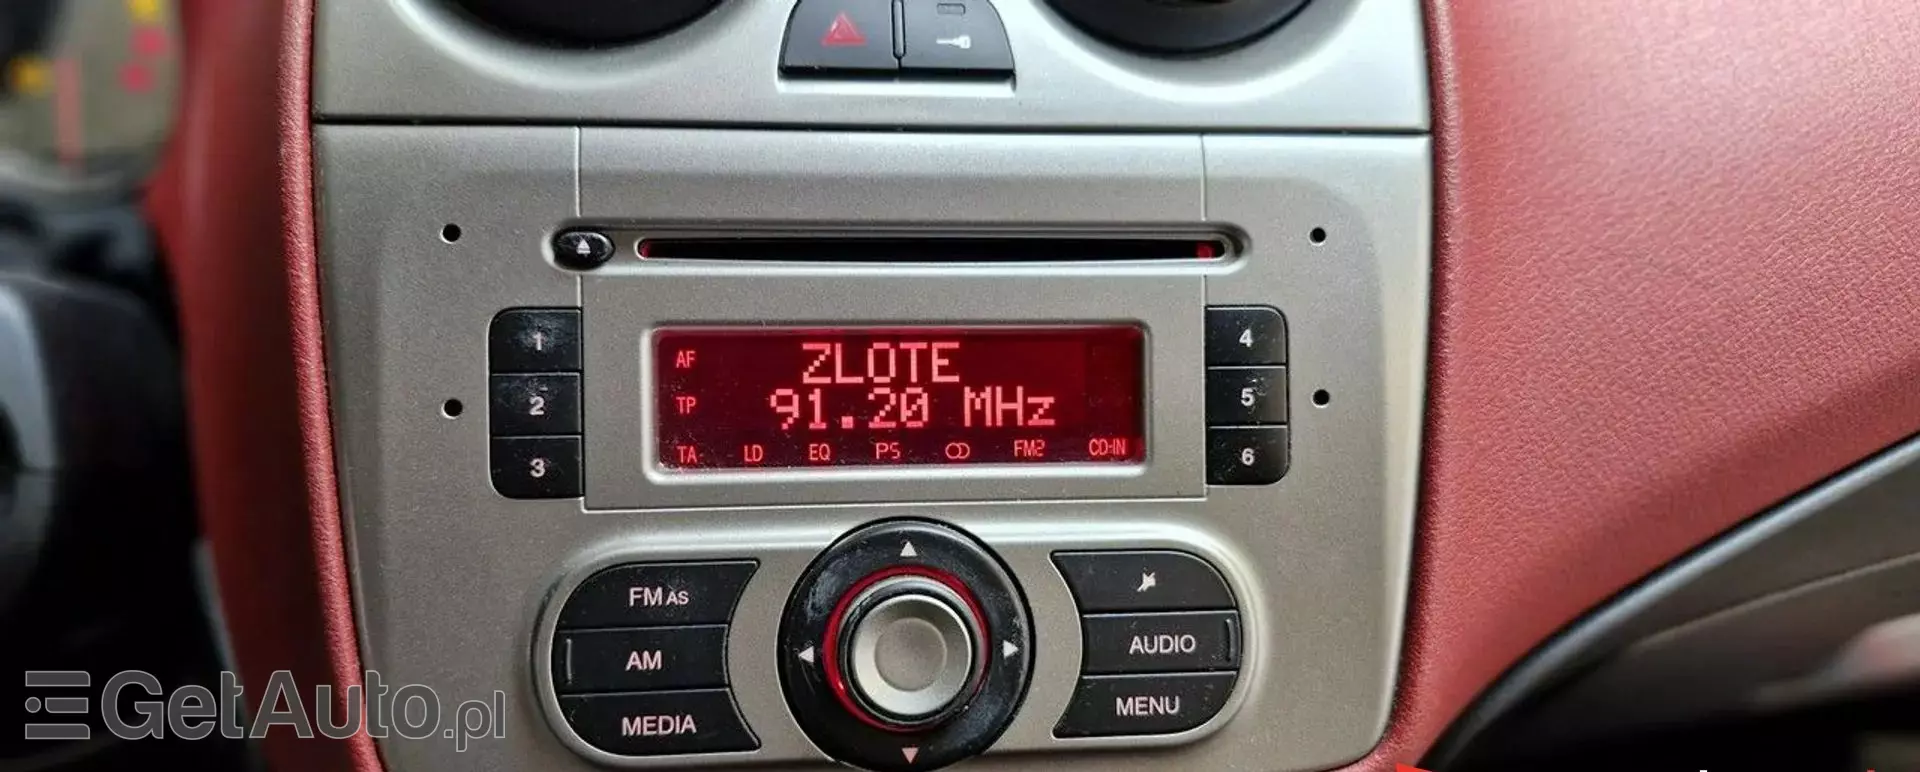 AF ZLOTE
TP 91.20 MHz
TA LD EQ PS FM2 CD-IN
1
2
3
4
5
6
FM AS
AM
MEDIA
AUDIO
MENU
GetAuto.pl